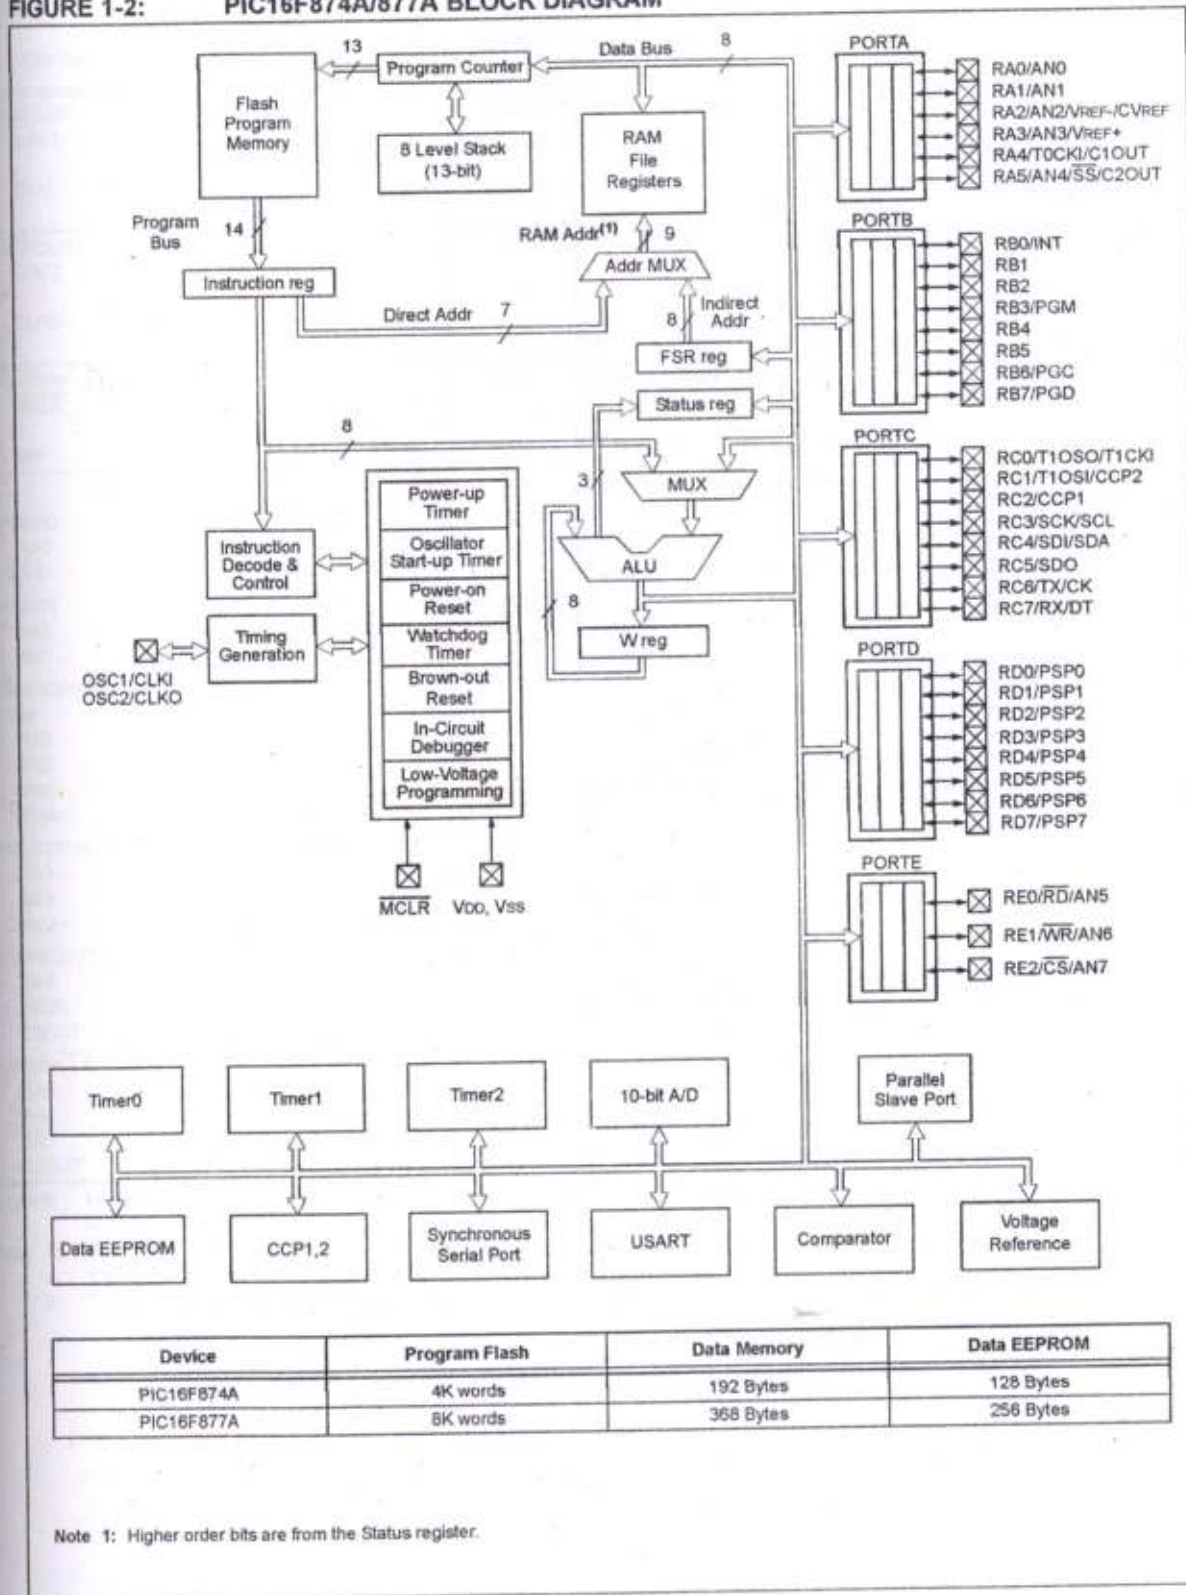 FIGURE 1-2: PIC16F874A/877A BLOCK DIAGRAM
13
Program Counter
Data Bus
8
Flash
Program
Memory
8 Level Stack
(13-bit)
RAM
File
Registers
Program
Bus
14
RAM Addr(1)
9
Addr MUX
Instruction reg
Direct Addr
7
8
Indirect
Addr
FSR reg
Status reg
8
3
MUX
ALU
8
W reg
Instruction
Decode &
Control
Timing
Generation
OSC1/CLKI
OSC2/CLKO
Power-up
Timer
Oscillator
Start-up Timer
Power-on
Reset
Watchdog
Timer
Brown-out
Reset
In-Circuit
Debugger
Low-Voltage
Programming
MCLR
VDD, VSS
PORTA
RA0/AN0
RA1/AN1
RA2/AN2/VREF-/CVREF
RA3/AN3/VREF+
RA4/T0CKI/C1OUT
RA5/AN4/SS/C2OUT
PORTB
RB0/INT
RB1
RB2
RB3/PGM
RB4
RB5
RB6/PGC
RB7/PGD
PORTC
RC0/T1OSO/T1CKI
RC1/T1OSI/CCP2
RC2/CCP1
RC3/SCK/SCL
RC4/SDI/SDA
RC5/SDO
RC6/TX/CK
RC7/RX/DT
PORTD
RD0/PSP0
RD1/PSP1
RD2/PSP2
RD3/PSP3
RD4/PSP4
RD5/PSP5
RD6/PSP6
RD7/PSP7
PORTE
RE0/RD/AN5
RE1/WR/AN6
RE2/CS/AN7
Timer0
Timer1
Timer2
10-bit A/D
Parallel
Slave Port
Data EEPROM
CCP1,2
Synchronous
Serial Port
USART
Comparator
Voltage
Reference
Device Program Flash Data Memory Data EEPROM
PIC16F874A 4K words 192 Bytes 128 Bytes
PIC16F877A 8K words 368 Bytes 256 Bytes
Note 1: Higher order bits are from the Status register.